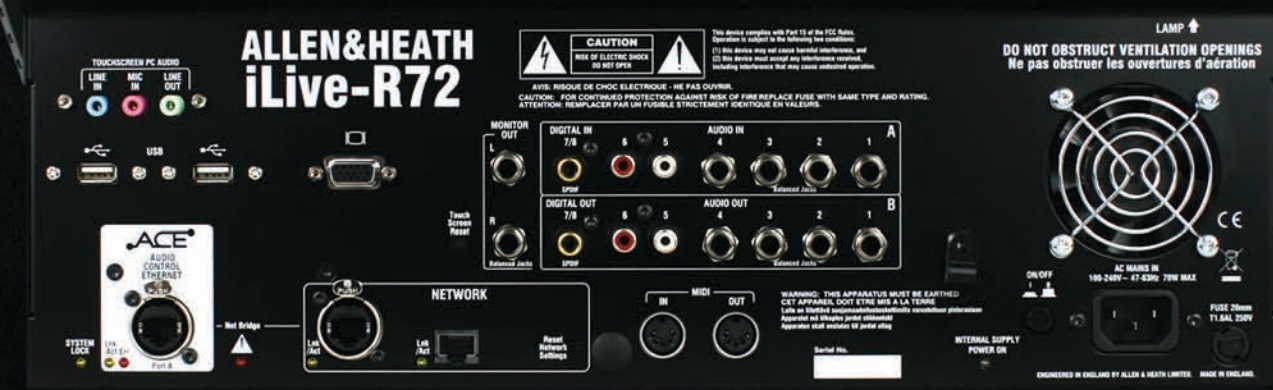 LAMP
ALLEN&HEATH
iLive-R72
TOUCHSCREEN PC AUDIO
LINE IN
MIC IN
LINE OUT
USB
CAUTION
RISK OF ELECTRIC SHOCK
DO NOT OPEN
This device complies with Part 15 of the FCC Rules.
Operation is subject to the following two conditions:
(1) this device may not cause harmful interference, and
(2) this device must accept any interference received,
including interference that may cause undesired operation.
AVIS: RISQUE DE CHOC ELECTRIQUE - NE PAS OUVRIR.
CAUTION: FOR CONTINUED PROTECTION AGAINST RISK OF FIRE REPLACE FUSE WITH SAME TYPE AND RATING.
ATTENTION: REMPLACER PAR UN FUSIBLE STRICTEMENT IDENTIQUE EN VALEURS.
DO NOT OBSTRUCT VENTILATION OPENINGS
Ne pas obstruer les ouvertures d'aération
MONITOR
OUT
L
R
Balanced Jacks
DIGITAL IN
AUDIO IN
A
7/8 6 5 4 3 2 1
SPDIF
Balanced Jacks
DIGITAL OUT
AUDIO OUT
B
7/8 6 5 4 3 2 1
SPDIF
Balanced Jacks
Touch
Screen
Reset
ACE
AUDIO
CONTROL
ETHERNET
PUSH
SYSTEM
LOCK
Lnk
Act Err
Port B
Net Bridge
NETWORK
PUSH
Lnk
/Act
Lnk
/Act
Reset
Network
Settings
MIDI
IN OUT
WARNING: THIS APPARATUS MUST BE EARTHED
CET APPAREIL DOIT ETRE MIS A LA TERRE
Serial No.
CE
AC MAINS IN
100-240V~ 47-63Hz 70W MAX
ON/OFF
FUSE 20mm
T1.6AL 250V
INTERNAL SUPPLY
POWER ON
ENGINEERED IN ENGLAND BY ALLEN & HEATH LIMITED. MADE IN ENGLAND.